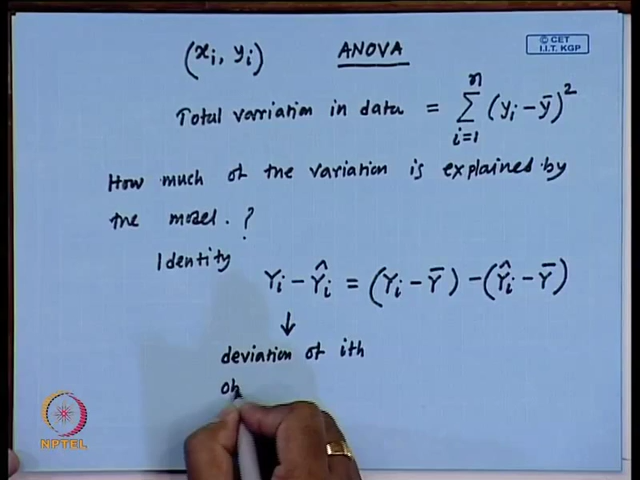 (xi, yi) ANOVA
© CET
I.I.T. KGP
Total variation in data = n∑i=1 (yi − ȳ)²
How much of the variation is explained by
the model. ?
Identity
Yi − Ŷi = (Yi − Ȳ) − (Ŷi − Ȳ)
↓
deviation of ith
ob
NPTEL